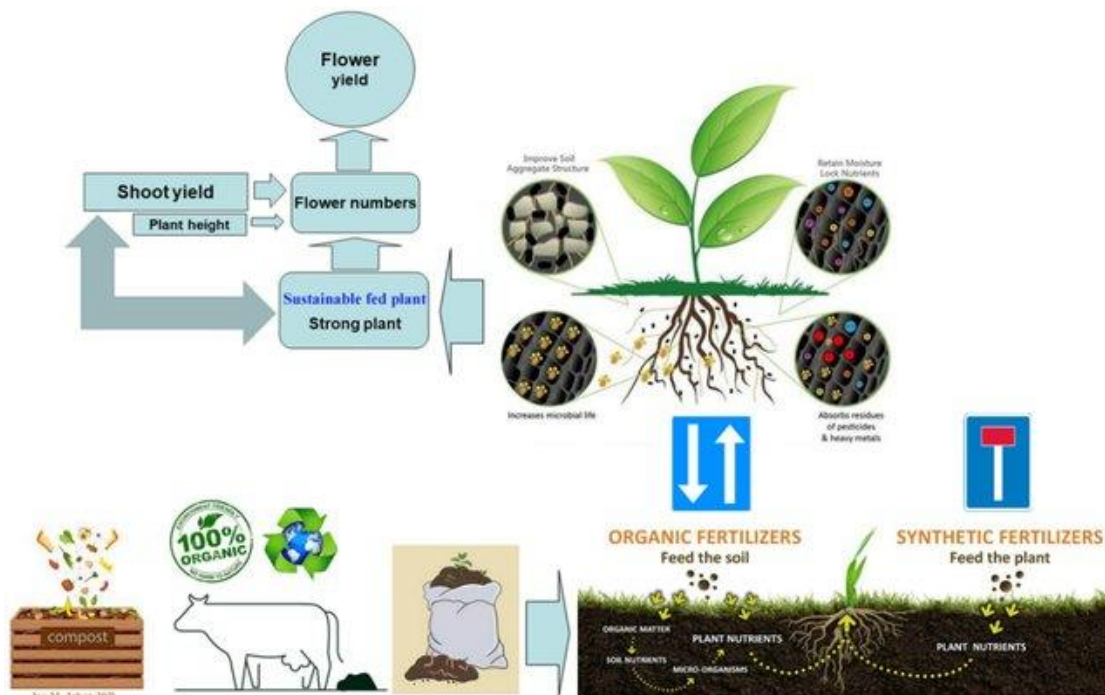 Flower
yield
Shoot yield
Plant height
Flower numbers
Sustainable fed plant
Strong plant
Improve Soil
Aggregate Structure
Retain Moisture
Lock Nutrients
Increases microbial life
Absorbs residues
of pesticides
& heavy metals
100%
ORGANIC
compost
ORGANIC FERTILIZERS
Feed the soil
SYNTHETIC FERTILIZERS
Feed the plant
ORGANIC MATTER
SOIL NUTRIENTS
MICRO-ORGANISMS
PLANT NUTRIENTS
PLANT NUTRIENTS